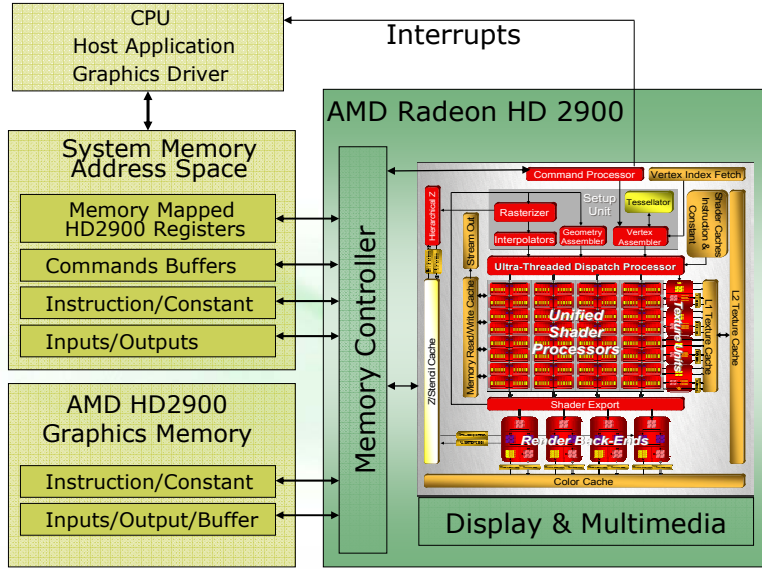 CPU
Host Application
Graphics Driver
Interrupts
System Memory
Address Space
Memory Mapped
HD2900 Registers
Commands Buffers
Instruction/Constant
Inputs/Outputs
AMD HD2900
Graphics Memory
Instruction/Constant
Inputs/Output/Buffer
AMD Radeon HD 2900
Memory Controller
Command Processor
Vertex Index Fetch
Setup
Unit
Tessellator
Hierarchical Z
Rasterizer
Geometry
Assembler
Vertex
Assembler
Interpolators
Shader Caches
Instruction &
Constant
Stream Out
Ultra-Threaded Dispatch Processor
Z/Stencil Cache
Memory Read/Write Cache
Unified
Shader
Processors
Texture Units
L1 Texture Cache
L2 Texture Cache
Shader Export
Render Back-Ends
Color Cache
Display & Multimedia